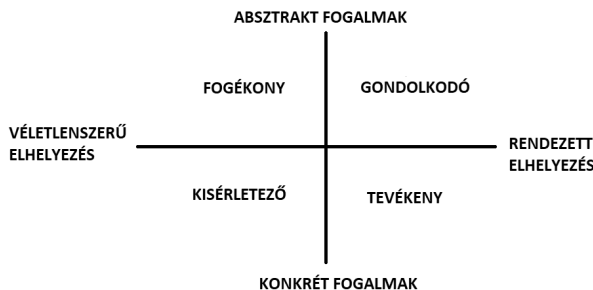 ABSZTRAKT FOGALMAK
FOGÉKONY
GONDOLKODÓ
VÉLETLENSZERŰ
ELHELYEZÉS
RENDEZETT
ELHELYEZÉS
KISÉRLETEZŐ
TEVÉKENY
KONKRÉT FOGALMAK